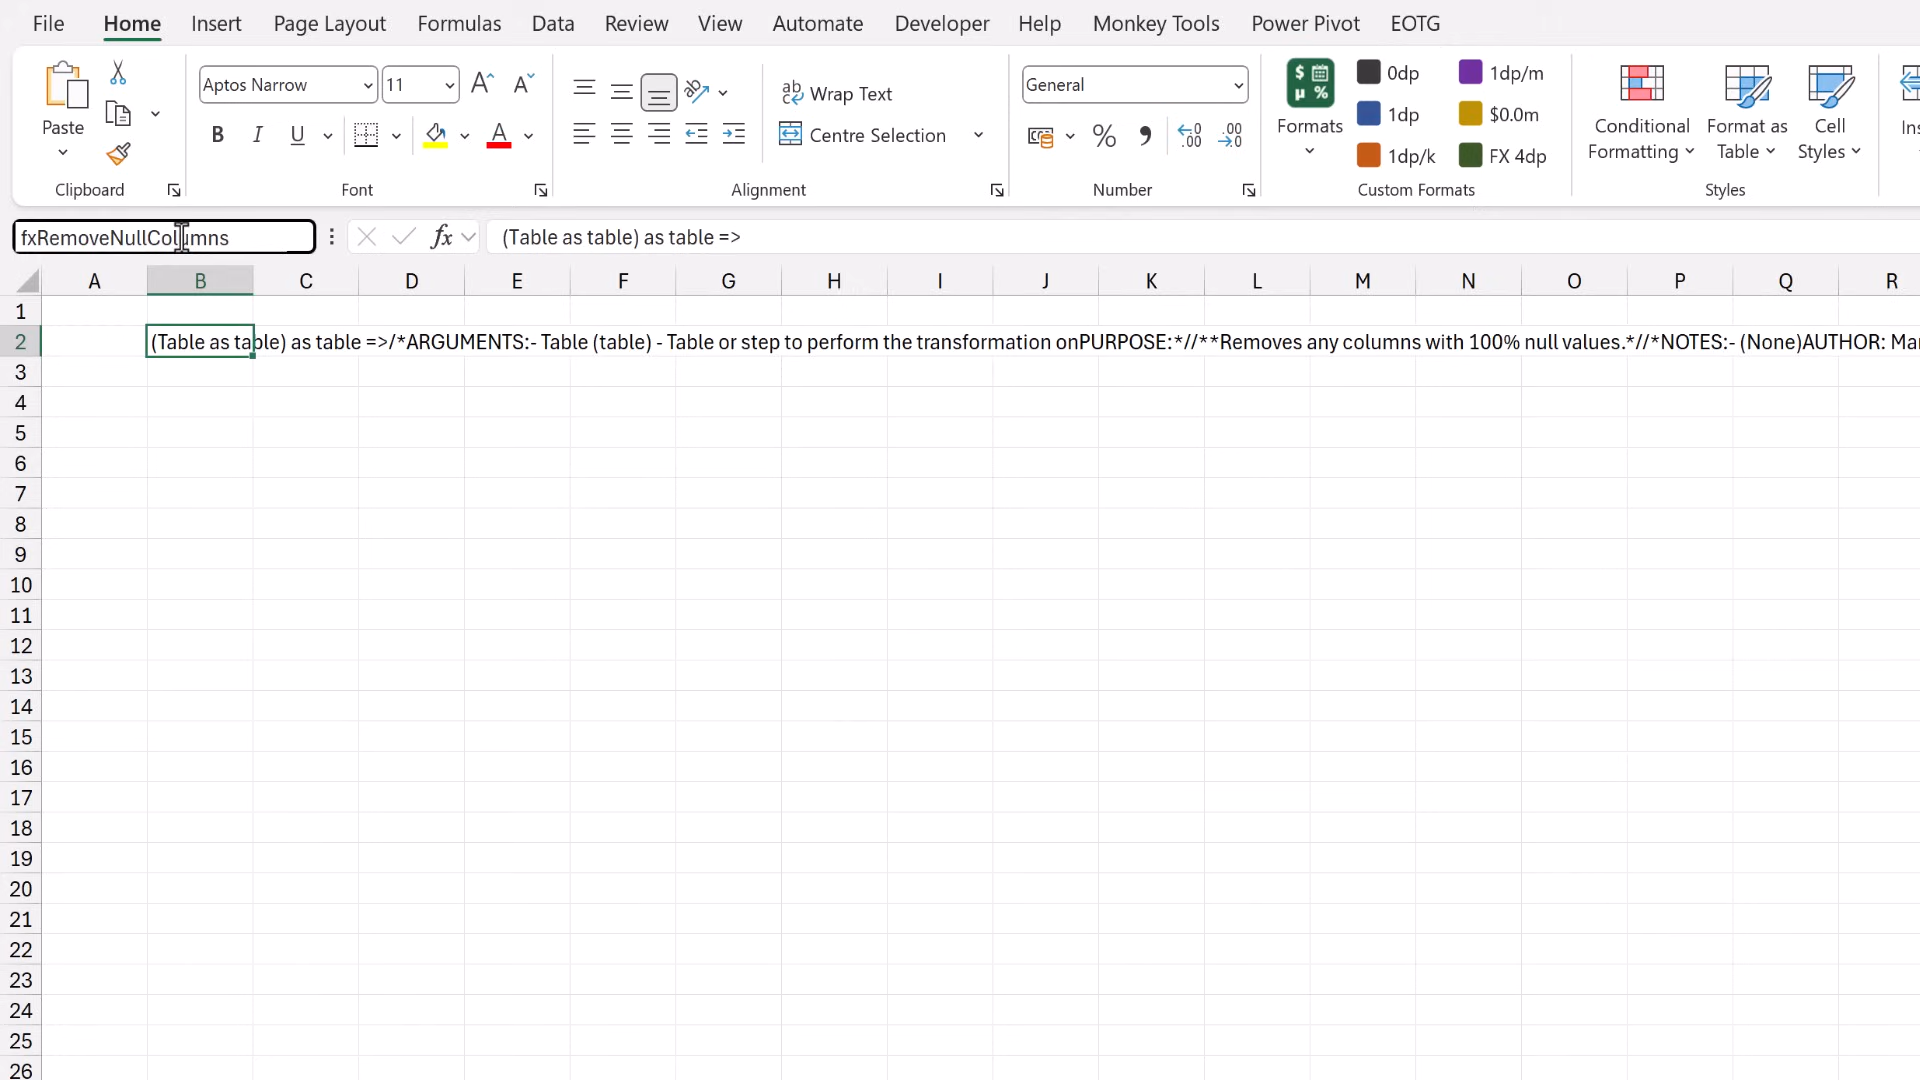 File Home Insert Page Layout Formulas Data Review View Automate Developer Help Monkey Tools Power Pivot EOTG
Paste
Clipboard
Aptos Narrow 11
B I U
Font
Wrap Text
Centre Selection
Alignment
General
Number
Formats
0dp 1dp/m
1dp $0.0m
1dp/k FX 4dp
Custom Formats
Conditional Formatting
Format as Table
Cell Styles
Styles
fxRemoveNullColumns fx (Table as table) as table =>
A B C D E F G H I J K L M N O P Q R
1
2 (Table as table) as table =>/*ARGUMENTS:- Table (table) - Table or step to perform the transformation onPURPOSE:*//**Removes any columns with 100% null values.*//*NOTES:- (None)AUTHOR:
3
4
5
6
7
8
9
10
11
12
13
14
15
16
17
18
19
20
21
22
23
24
25
26